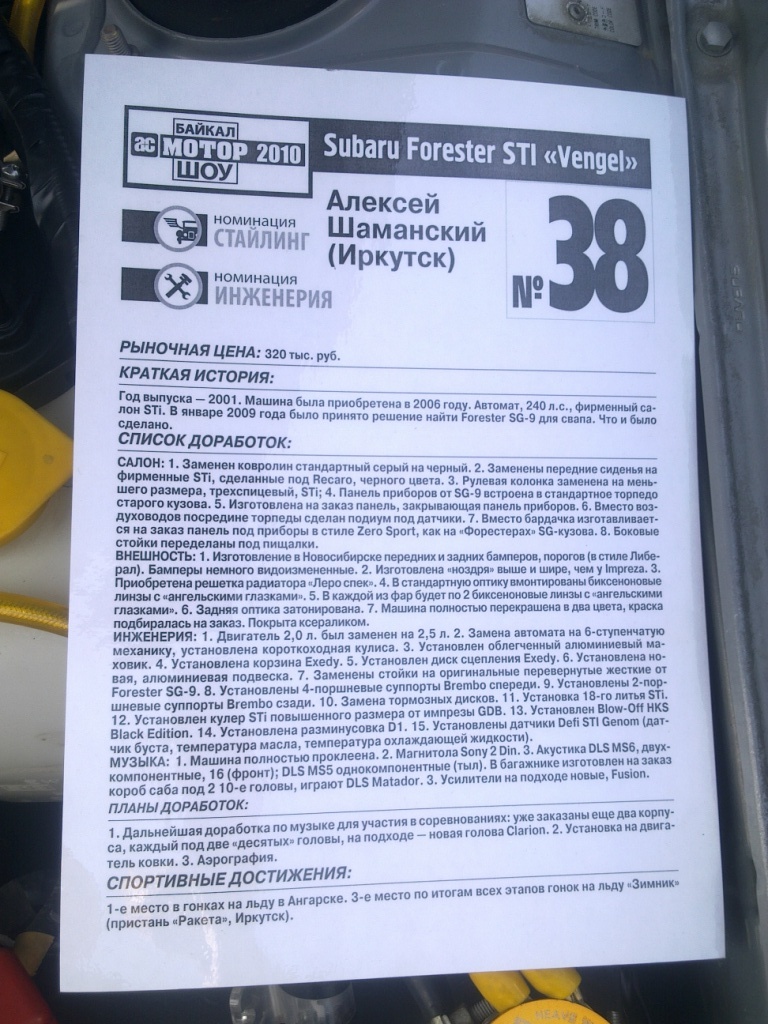 БАЙКАЛ
ас МОТОР 2010
ШОУ
Subaru Forester STI «Vengel»
номинация
СТАЙЛИНГ
номинация
ИНЖЕНЕРИЯ
Алексей
Шаманский
(Иркутск)
№38
РЫНОЧНАЯ ЦЕНА: 320 тыс. руб.
КРАТКАЯ ИСТОРИЯ:
Год выпуска — 2001. Машина была приобретена в 2006 году. Автомат, 240 л.с., фирменный са-
лон STi. В январе 2009 года было принято решение найти Forester SG-9 для свапа. Что и было
сделано.
СПИСОК ДОРАБОТОК:
САЛОН: 1. Заменен ковролин стандартный серый на черный. 2. Заменены передние сиденья на
фирменные STi, сделанные под Recaro, черного цвета. 3. Рулевая колонка заменена на мень-
шего размера, трехспицевый, STi; 4. Панель приборов от SG-9 встроена в стандартное торпедо
старого кузова. 5. Изготовлена на заказ панель, закрывающая панель приборов. 6. Вместо воз-
духоводов посредине торпеды сделан подиум под датчики. 7. Вместо бардачка изготавливает-
ся на заказ панель под приборы в стиле Zero Sport, как на «Форестерах» SG-кузова. 8. Боковые
стойки переделаны под пищалки.
ВНЕШНОСТЬ: 1. Изготовление в Новосибирске передних и задних бамперов, порогов (в стиле Либе-
рал). Бамперы немного видоизмененные. 2. Изготовлена «ноздря» выше и шире, чем у Impreza. 3.
Приобретена решетка радиатора «Леро спек». 4. В стандартную оптику вмонтированы биксеноновые
линзы с «ангельскими глазками». 5. В каждой из фар будет по 2 биксеноновые линзы с «ангельскими
глазками». 6. Задняя оптика затонирована. 7. Машина полностью перекрашена в два цвета, краска
подбиралась на заказ. Покрыта ксераликом.
ИНЖЕНЕРИЯ: 1. Двигатель 2,0 л. был заменен на 2,5 л. 2. Замена автомата на 6-ступенчатую
механику, установлена короткоходная кулиса. 3. Установлен облегченный алюминиевый ма-
ховик. 4. Установлена корзина Exedy. 5. Установлен диск сцепления Exedy. 6. Установлена но-
вая, алюминиевая подвеска. 7. Заменены стойки на оригинальные перевернутые жесткие от
Forester SG-9. 8. Установлены 4-поршневые суппорты Brembo спереди. 9. Установлены 2-пор-
шневые суппорты Brembo сзади. 10. Замена тормозных дисков. 11. Установка 18-го литья STi.
12. Установлен кулер STi повышенного размера от импрезы GDB. 13. Установлен Blow-Off HKS
Black Edition. 14. Установлена разминусовка D1. 15. Установлены датчики Defi STI Genom (дат-
чик буста, температура масла, температура охлаждающей жидкости).
МУЗЫКА: 1. Машина полностью проклеена. 2. Магнитола Sony 2 Din. 3. Акустика DLS MS6, двух-
компонентные, 16 (фронт); DLS MS5 однокомпонентные (тыл). В багажнике изготовлен на заказ
короб саба под 2 10-е головы, играют DLS Matador. 3. Усилители на подходе новые, Fusion.
ПЛАНЫ ДОРАБОТОК:
1. Дальнейшая доработка по музыке для участия в соревнованиях: уже заказаны еще два корпу-
са, каждый под две «десятых» головы, на подходе — новая голова Clarion. 2. Установка на двига-
тель ковки. 3. Аэрография.
СПОРТИВНЫЕ ДОСТИЖЕНИЯ:
1-е место в гонках на льду в Ангарске. 3-е место по итогам всех этапов гонок на льду «Зимник»
(пристань «Ракета», Иркутск).